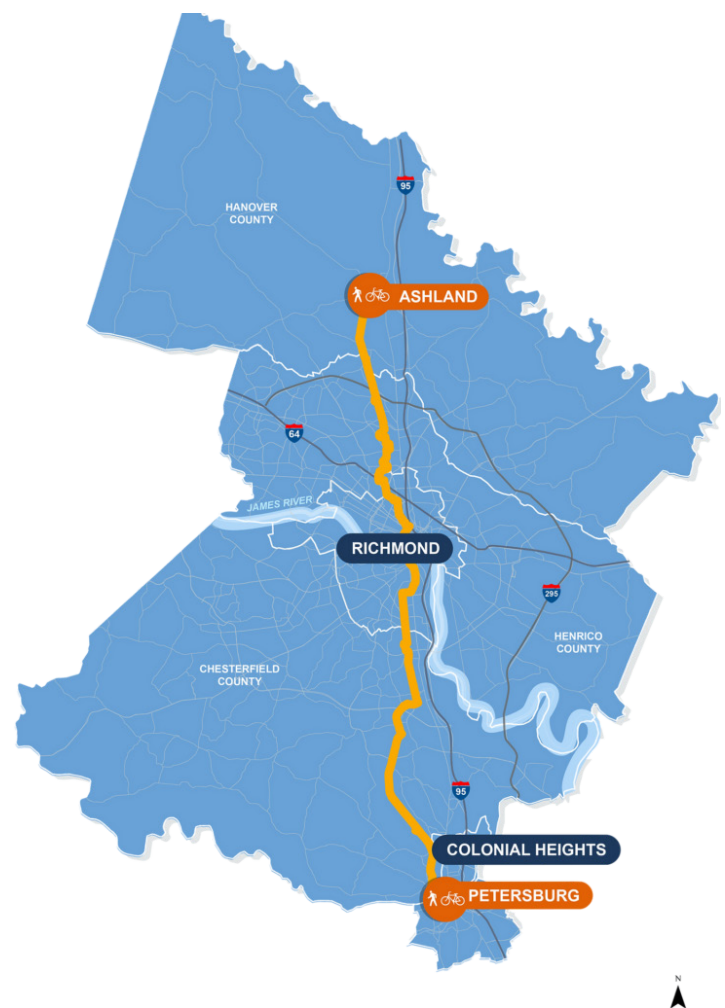 95
HANOVER
COUNTY
ASHLAND
64
JAMES RIVER
RICHMOND
295
HENRICO
COUNTY
CHESTERFIELD
COUNTY
95
COLONIAL HEIGHTS
PETERSBURG
N